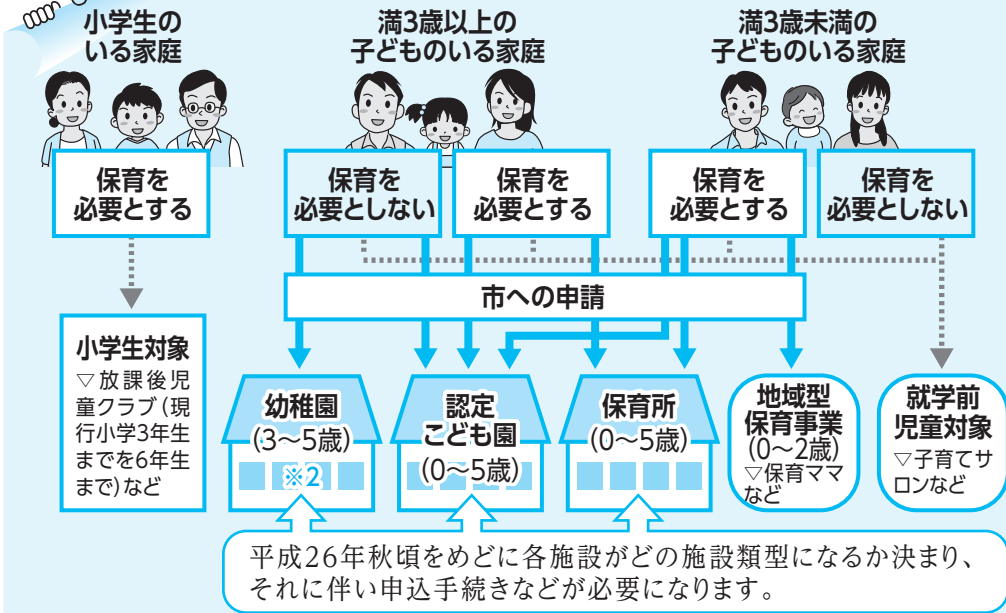 小学生の
いる家庭
満3歳以上の
子どものいる家庭
満3歳未満の
子どものいる家庭
保育を
必要とする
保育を
必要としない
保育を
必要とする
保育を
必要とする
保育を
必要としない
市への申請
小学生対象
▽放課後児
童クラブ(現
行小学3年生
までを6年生
まで)など
幼稚園
(3〜5歳)
※2
認定
こども園
(0〜5歳)
保育所
(0〜5歳)
地域型
保育事業
(0〜2歳)
▽保育ママ
など
就学前
児童対象
▽子育てサ
ロンなど
平成26年秋頃をめどに各施設がどの施設類型になるか決まり、
それに伴い申込手続きなどが必要になります。